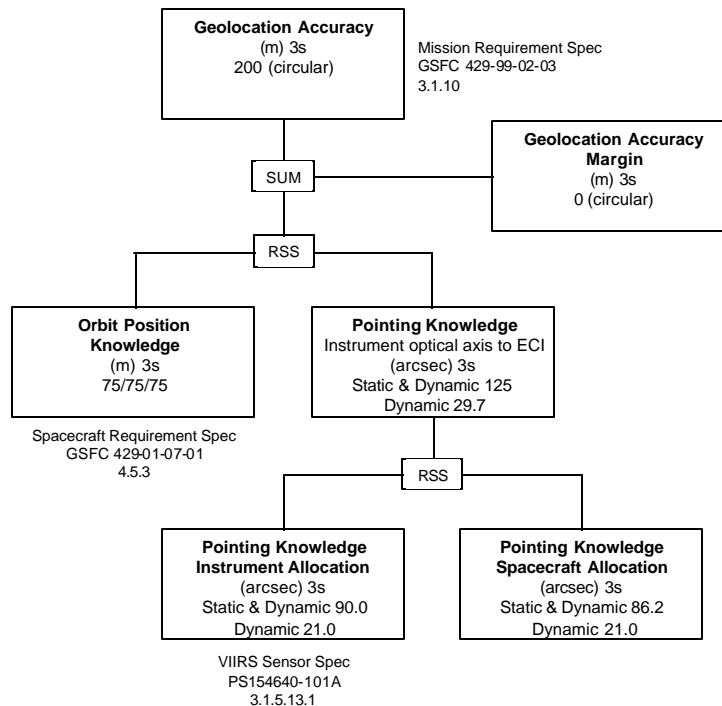 Geolocation Accuracy
(m) 3s
200 (circular)
Mission Requirement Spec
GSFC 429-99-02-03
3.1.10
SUM
Geolocation Accuracy
Margin
(m) 3s
0 (circular)
RSS
Orbit Position
Knowledge
(m) 3s
75/75/75
Spacecraft Requirement Spec
GSFC 429-01-07-01
4.5.3
Pointing Knowledge
Instrument optical axis to ECI
(arcsec) 3s
Static & Dynamic 125
Dynamic 29.7
RSS
Pointing Knowledge
Instrument Allocation
(arcsec) 3s
Static & Dynamic 90.0
Dynamic 21.0
VIIRS Sensor Spec
PS154640-101A
3.1.5.13.1
Pointing Knowledge
Spacecraft Allocation
(arcsec) 3s
Static & Dynamic 86.2
Dynamic 21.0